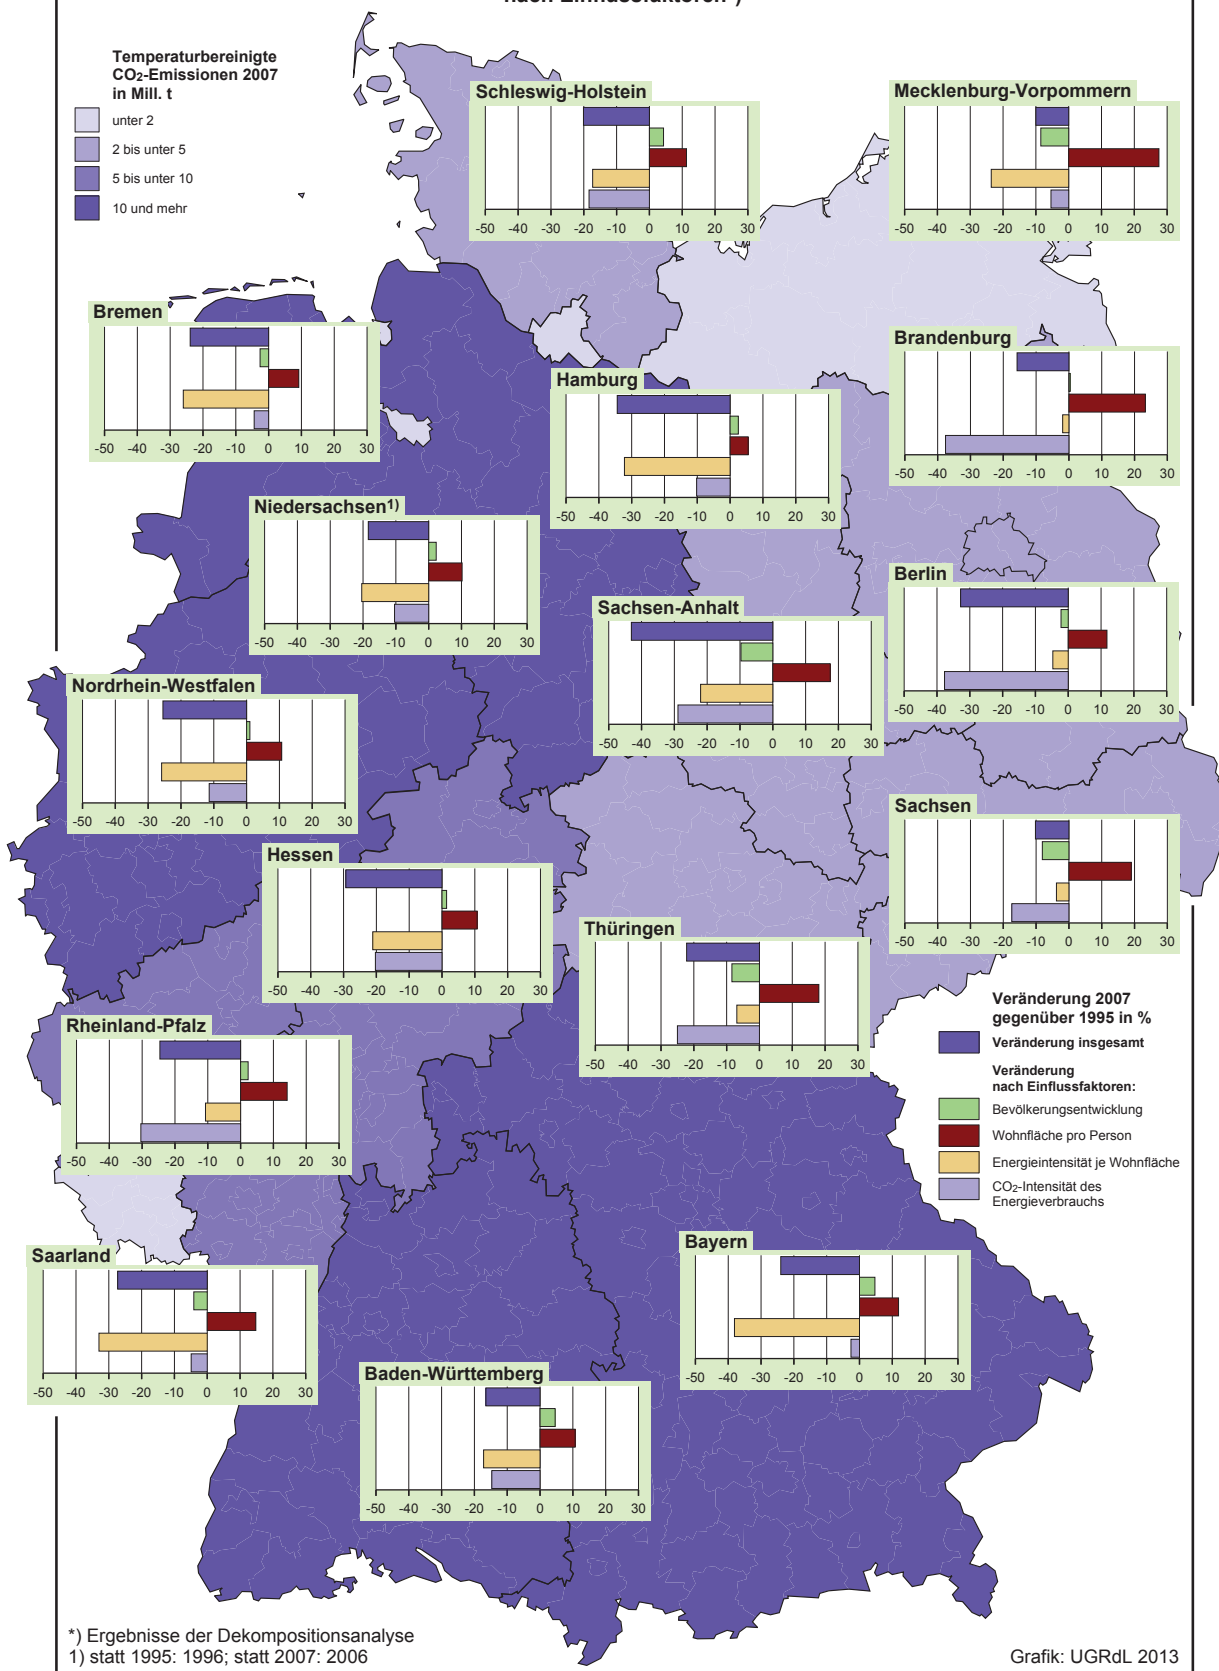 nach Einflussfaktoren*)
Temperaturbereinigte
CO2-Emissionen 2007
in Mill. t
unter 2
2 bis unter 5
5 bis unter 10
10 und mehr
Schleswig-Holstein
-50 -40 -30 -20 -10 0 10 20 30
Mecklenburg-Vorpommern
-50 -40 -30 -20 -10 0 10 20 30
Bremen
-50 -40 -30 -20 -10 0 10 20 30
Brandenburg
-50 -40 -30 -20 -10 0 10 20 30
Hamburg
-50 -40 -30 -20 -10 0 10 20 30
Niedersachsen1)
-50 -40 -30 -20 -10 0 10 20 30
Berlin
-50 -40 -30 -20 -10 0 10 20 30
Sachsen-Anhalt
-50 -40 -30 -20 -10 0 10 20 30
Nordrhein-Westfalen
-50 -40 -30 -20 -10 0 10 20 30
Sachsen
-50 -40 -30 -20 -10 0 10 20 30
Hessen
-50 -40 -30 -20 -10 0 10 20 30
Thüringen
-50 -40 -30 -20 -10 0 10 20 30
Rheinland-Pfalz
-50 -40 -30 -20 -10 0 10 20 30
Veränderung 2007
gegenüber 1995 in %
Veränderung insgesamt
Veränderung
nach Einflussfaktoren:
Bevölkerungsentwicklung
Wohnfläche pro Person
Energieintensität je Wohnfläche
CO2-Intensität des
Energieverbrauchs
Saarland
-50 -40 -30 -20 -10 0 10 20 30
Bayern
-50 -40 -30 -20 -10 0 10 20 30
Baden-Württemberg
-50 -40 -30 -20 -10 0 10 20 30
*) Ergebnisse der Dekompositionsanalyse
1) statt 1995: 1996; statt 2007: 2006
Grafik: UGRdL 2013